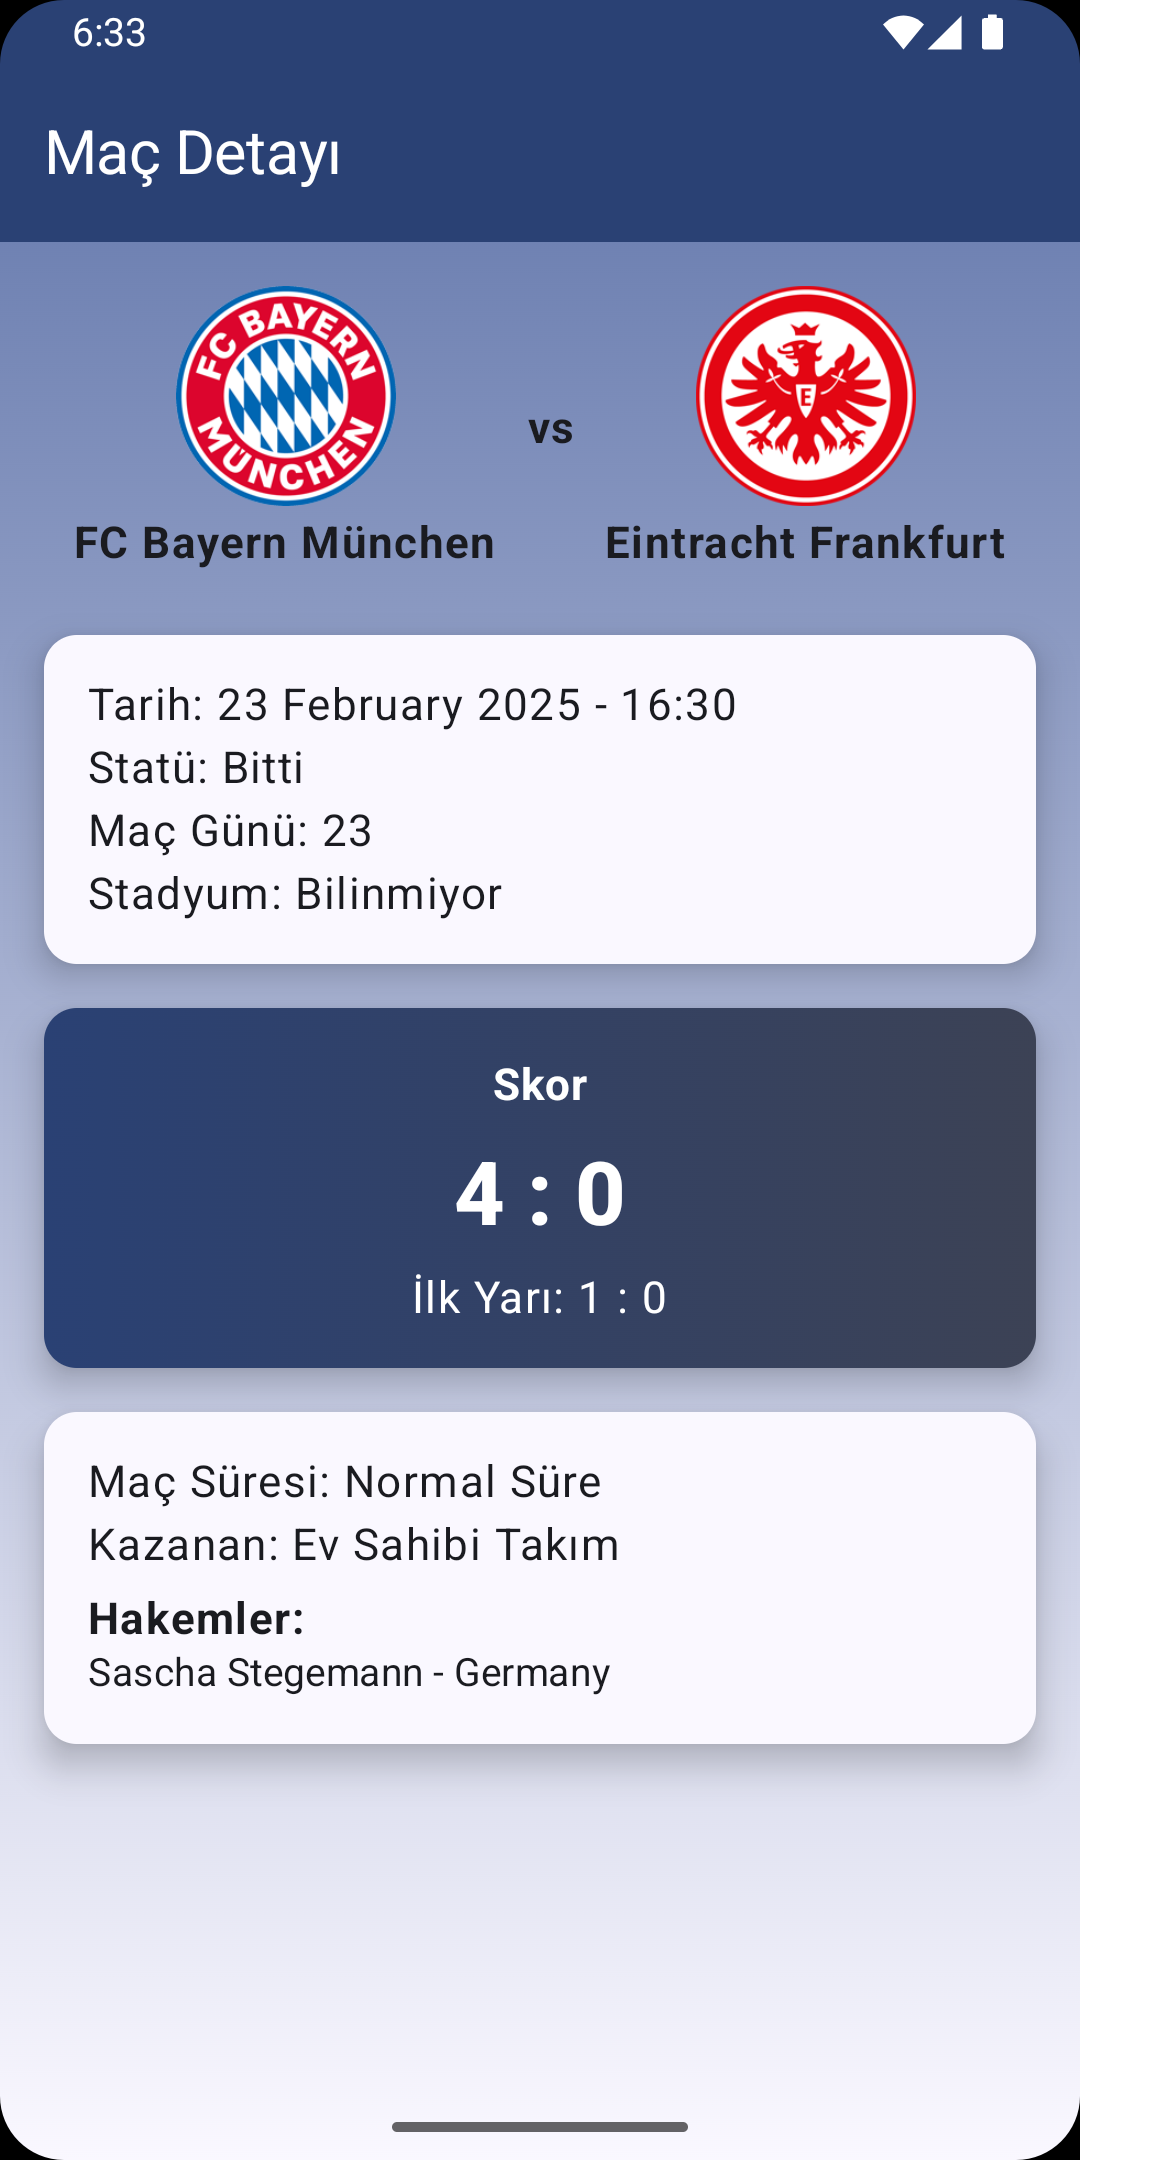 6:33
Maç Detayı
FC BAYERN
MÜNCHEN
E
vs
FC Bayern München
Eintracht Frankfurt
Tarih: 23 February 2025 - 16:30
Statü: Bitti
Maç Günü: 23
Stadyum: Bilinmiyor
Skor
4 : 0
İlk Yarı: 1 : 0
Maç Süresi: Normal Süre
Kazanan: Ev Sahibi Takım
Hakemler:
Sascha Stegemann - Germany